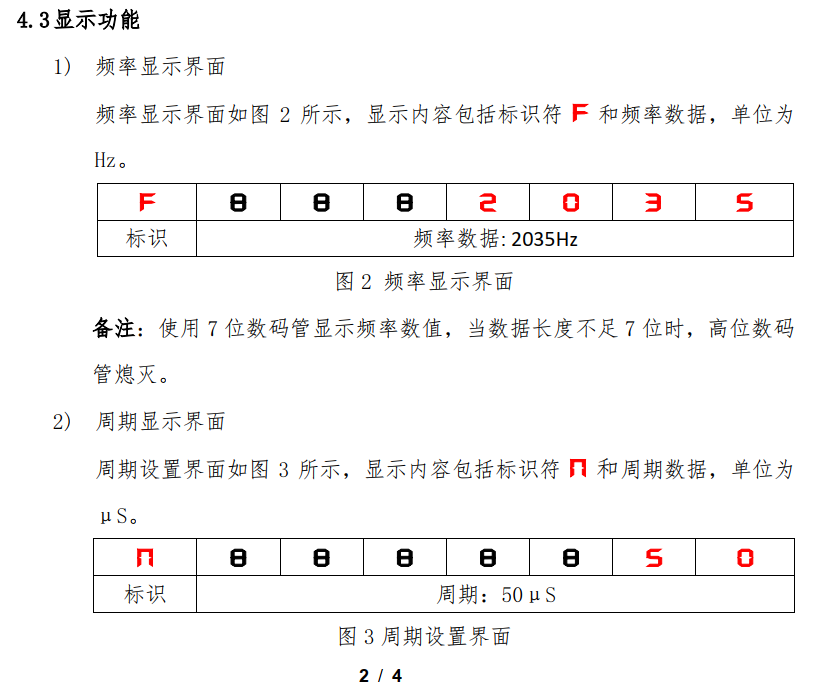 4.3显示功能
1） 频率显示界面
频率显示界面如图 2 所示，显示内容包括标识符 F 和频率数据，单位为
Hz。
F 8 8 8 2 0 3 5
标识 频率数据: 2035Hz
图 2 频率显示界面
备注：使用 7 位数码管显示频率数值，当数据长度不足 7 位时，高位数码
管熄灭。
2） 周期显示界面
周期设置界面如图 3 所示，显示内容包括标识符 П 和周期数据，单位为
μS。
П 8 8 8 8 8 5 0
标识 周期：50μS
图 3 周期设置界面
2 / 4